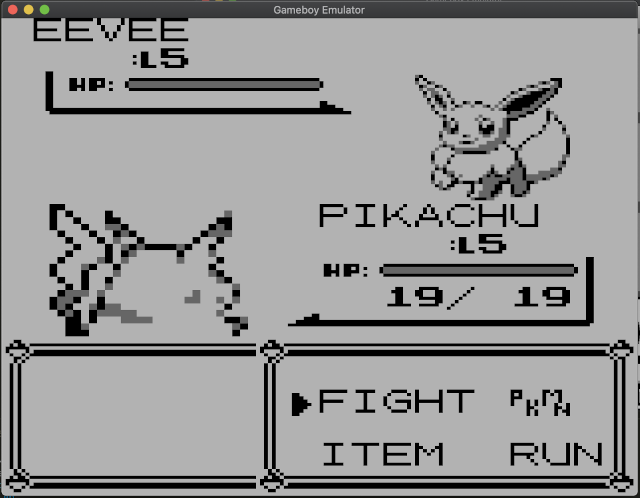 Gameboy Emulator
EEVEE
:L5
HP:
PIKACHU
:L5
HP:
19/ 19
▶FIGHT PKMN
ITEM RUN